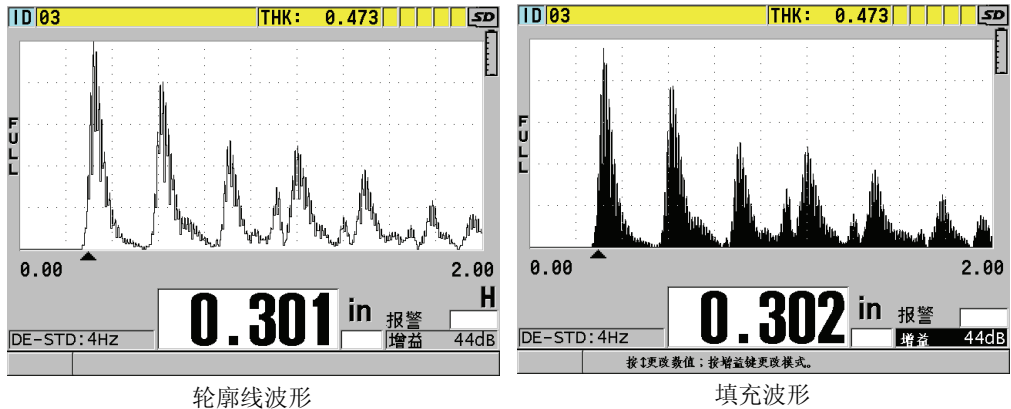 ID 03 THK: 0.473 SD
FULL
0.00 2.00
0.301 in H
报警
DE-STD:4Hz 增益 44dB
轮廓线波形
ID 03 THK: 0.473 SD
FULL
0.00 2.00
0.302 in
报警
DE-STD:4Hz 增益 44dB
按↕更改数值；按增益键更改模式。
填充波形